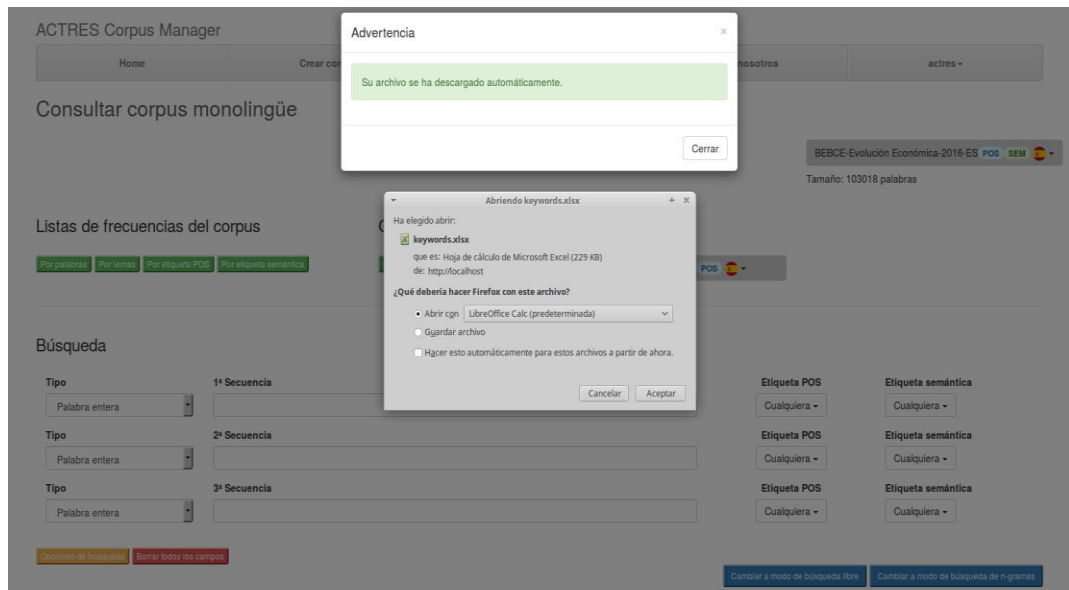 ACTRES Corpus Manager
Home
Crear cor
nosotros
actres
Advertencia
×
Su archivo se ha descargado automáticamente.
Cerrar
Consultar corpus monolingüe
BEBCE-Evolución Económica-2016-ES POS SEM
Tamaño: 103018 palabras
Listas de frecuencias del corpus
Por palabras Por lemas Por etiqueta POS Por etiqueta semántica
POS
Abriendo keywords.xlsx
Ha elegido abrir:
keywords.xlsx
que es: Hoja de cálculo de Microsoft Excel (229 KB)
de: http://localhost
¿Qué debería hacer Firefox con este archivo?
Abrir con LibreOffice Calc (predeterminada)
Guardar archivo
Hacer esto automáticamente para estos archivos a partir de ahora.
Cancelar Aceptar
Búsqueda
Tipo 1ª Secuencia Etiqueta POS Etiqueta semántica
Palabra entera Cualquiera Cualquiera
Tipo 2ª Secuencia Etiqueta POS Etiqueta semántica
Palabra entera Cualquiera Cualquiera
Tipo 3ª Secuencia Etiqueta POS Etiqueta semántica
Palabra entera Cualquiera Cualquiera
Opciones de búsqueda Borrar todos los campos
Cambiar a modo de búsqueda libre Cambiar a modo de búsqueda de n-gramas